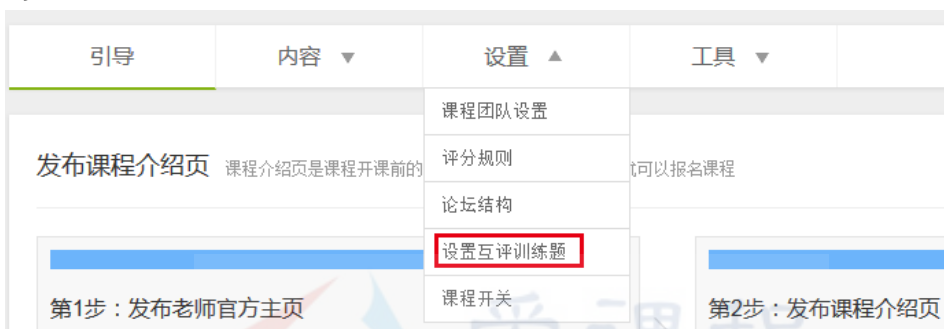 引导
内容 ▼
设置 ▲
工具 ▼
课程团队设置
评分规则
论坛结构
设置互评训练题
课程开关
发布课程介绍页 课程介绍页是课程开课前的
可以报名课程
第1步：发布老师官方主页
第2步：发布课程介绍页